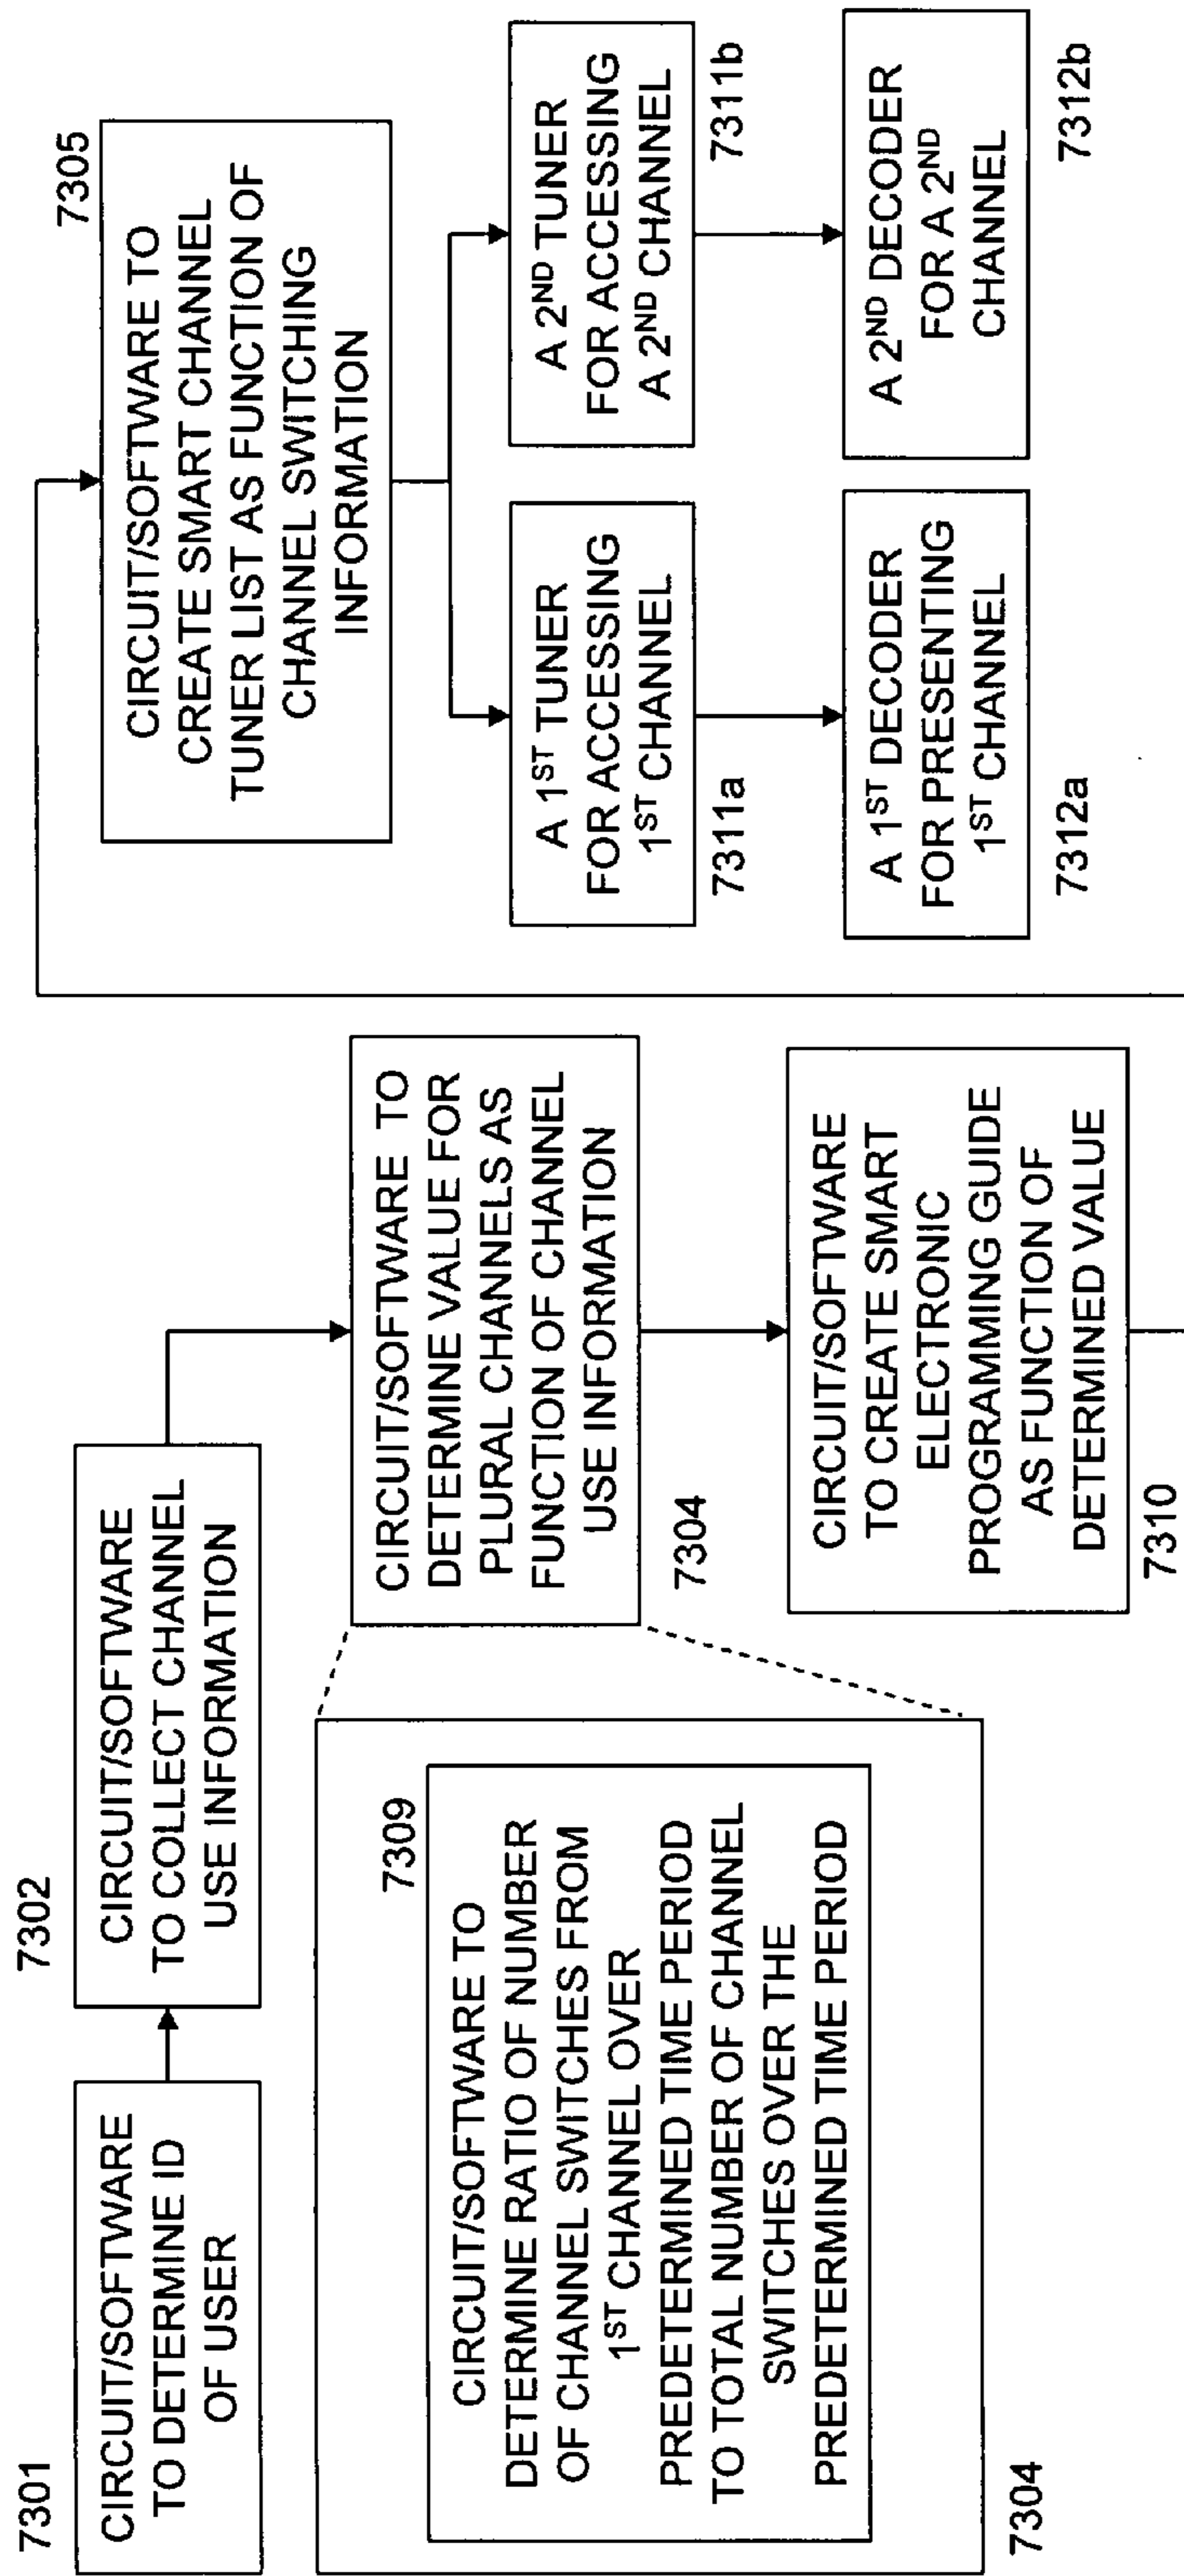 7301
CIRCUIT/SOFTWARE
TO DETERMINE ID
OF USER
7302
CIRCUIT/SOFTWARE
TO COLLECT CHANNEL
USE INFORMATION
7309
CIRCUIT/SOFTWARE TO
DETERMINE RATIO OF NUMBER
OF CHANNEL SWITCHES FROM
1ST CHANNEL OVER
PREDETERMINED TIME PERIOD
TO TOTAL NUMBER OF CHANNEL
SWITCHES OVER THE
PREDETERMINED TIME PERIOD
7304
CIRCUIT/SOFTWARE TO
DETERMINE VALUE FOR
PLURAL CHANNELS AS
FUNCTION OF CHANNEL
USE INFORMATION
7304
CIRCUIT/SOFTWARE
TO CREATE SMART
ELECTRONIC
PROGRAMMING GUIDE
AS FUNCTION OF
DETERMINED VALUE
7310
7305
CIRCUIT/SOFTWARE TO
CREATE SMART CHANNEL
TUNER LIST AS FUNCTION OF
CHANNEL SWITCHING
INFORMATION
A 1ST TUNER
FOR ACCESSING
1ST CHANNEL
7311a
A 2ND TUNER
FOR ACCESSING
A 2ND CHANNEL
7311b
A 1ST DECODER
FOR PRESENTING
1ST CHANNEL
7312a
A 2ND DECODER
FOR A 2ND
CHANNEL
7312b